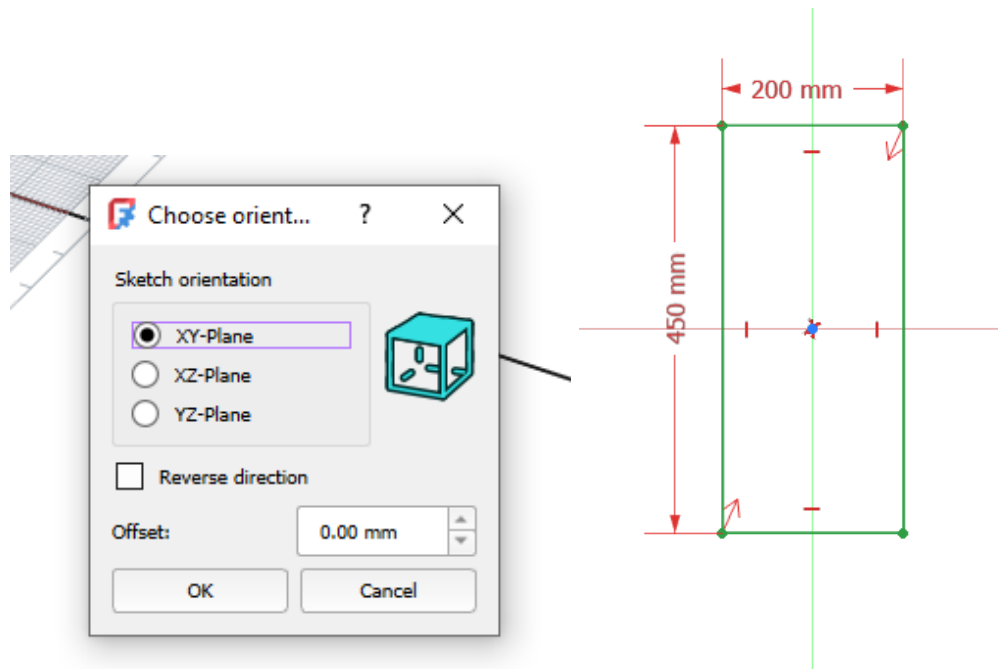 Choose orient... ?
Sketch orientation
XY-Plane
XZ-Plane
YZ-Plane
Reverse direction
Offset: 0.00 mm
OK Cancel
200 mm
450 mm